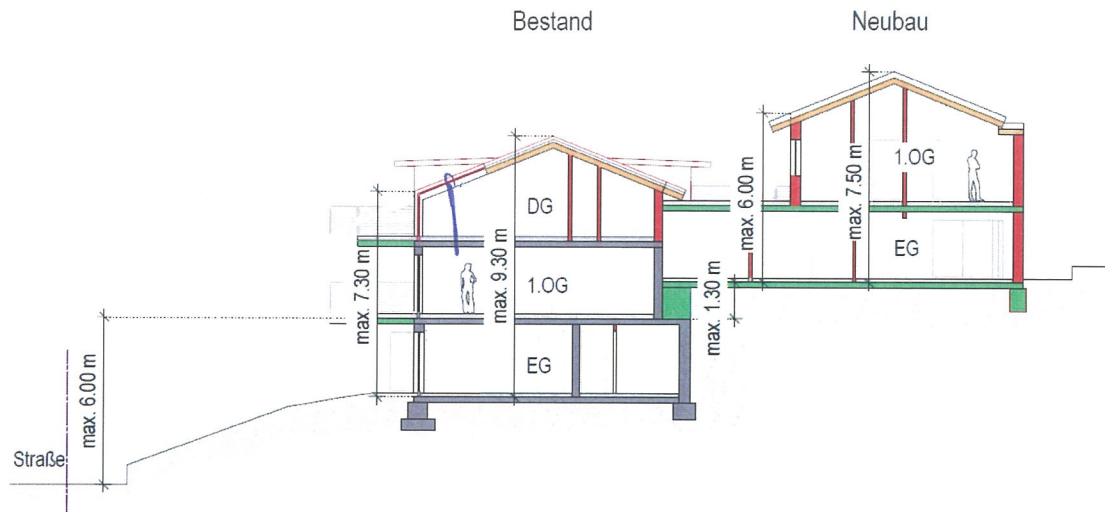 Bestand
Neubau
max. 7.50 m
max. 6.00 m
1.OG
DG
max. 9.30 m
max. 7.30 m
EG
1.OG
max. 1.30 m
max. 6.00 m
EG
Straße